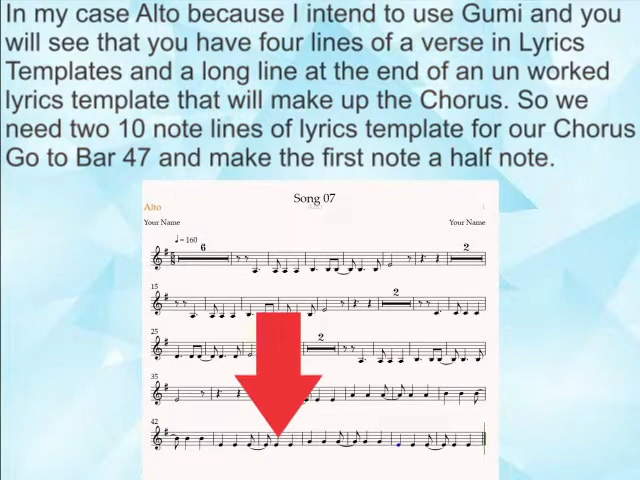 In my case Alto because I intend to use Gumi and you
will see that you have four lines of a verse in Lyrics
Templates and a long line at the end of an un worked
lyrics template that will make up the Chorus. So we
need two 10 note lines of lyrics template for our Chorus
Go to Bar 47 and make the first note a half note.
Song 07
Alto
1
Your Name Your Name
♩ = 160
6 2
15
2
25
2
35
42